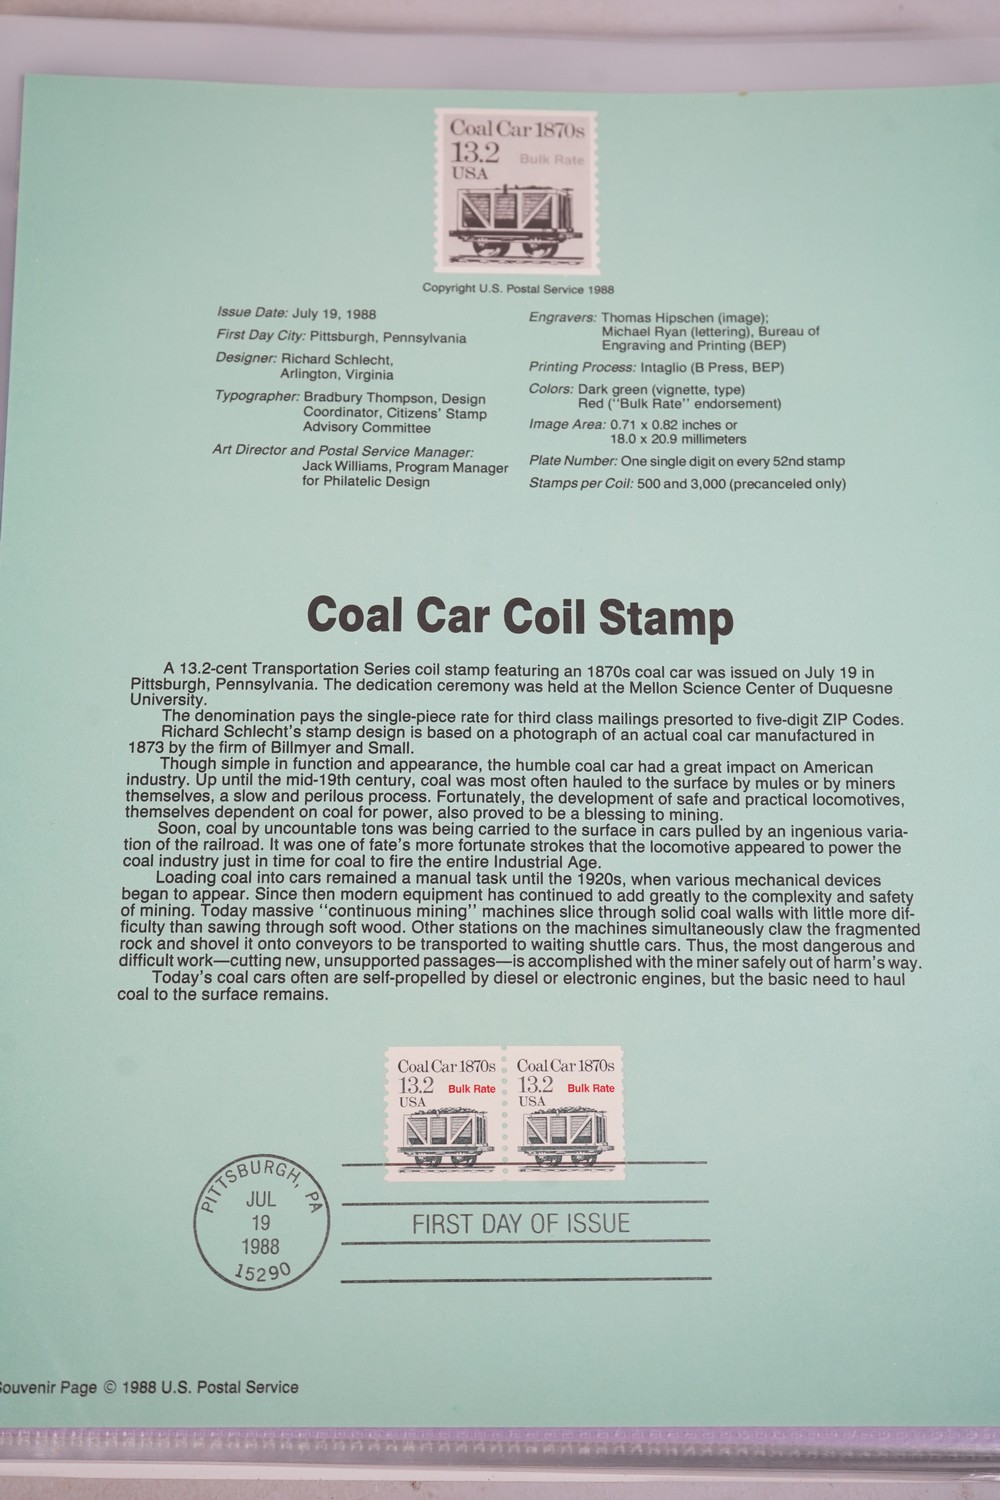 Coal Car 1870s
13.2 Bulk Rate
USA
Copyright U.S. Postal Service 1988
Issue Date: July 19, 1988
First Day City: Pittsburgh, Pennsylvania
Designer: Richard Schlecht,
Arlington, Virginia
Typographer: Bradbury Thompson, Design
Coordinator, Citizens' Stamp
Advisory Committee
Art Director and Postal Service Manager:
Jack Williams, Program Manager
for Philatelic Design
Engravers: Thomas Hipschen (image);
Michael Ryan (lettering), Bureau of
Engraving and Printing (BEP)
Printing Process: Intaglio (B Press, BEP)
Colors: Dark green (vignette, type)
Red ("Bulk Rate" endorsement)
Image Area: 0.71 x 0.82 inches or
18.0 x 20.9 millimeters
Plate Number: One single digit on every 52nd stamp
Stamps per Coil: 500 and 3,000 (precanceled only)
Coal Car Coil Stamp
A 13.2-cent Transportation Series coil stamp featuring an 1870s coal car was issued on July 19 in
Pittsburgh, Pennsylvania. The dedication ceremony was held at the Mellon Science Center of Duquesne
University.
The denomination pays the single-piece rate for third class mailings presorted to five-digit ZIP Codes.
Richard Schlecht's stamp design is based on a photograph of an actual coal car manufactured in
1873 by the firm of Billmyer and Small.
Though simple in function and appearance, the humble coal car had a great impact on American
industry. Up until the mid-19th century, coal was most often hauled to the surface by mules or by miners
themselves, a slow and perilous process. Fortunately, the development of safe and practical locomotives,
themselves dependent on coal for power, also proved to be a blessing to mining.
Soon, coal by uncountable tons was being carried to the surface in cars pulled by an ingenious varia-
tion of the railroad. It was one of fate's more fortunate strokes that the locomotive appeared to power the
coal industry just in time for coal to fire the entire Industrial Age.
Loading coal into cars remained a manual task until the 1920s, when various mechanical devices
began to appear. Since then modern equipment has continued to add greatly to the complexity and safety
of mining. Today massive "continuous mining" machines slice through solid coal walls with little more dif-
ficulty than sawing through soft wood. Other stations on the machines simultaneously claw the fragmented
rock and shovel it onto conveyors to be transported to waiting shuttle cars. Thus, the most dangerous and
difficult work—cutting new, unsupported passages—is accomplished with the miner safely out of harm's way.
Today's coal cars often are self-propelled by diesel or electronic engines, but the basic need to haul
coal to the surface remains.
Coal Car 1870s Coal Car 1870s
13.2 Bulk Rate 13.2 Bulk Rate
USA USA
PITTSBURGH, PA
JUL
19
1988
15290
FIRST DAY OF ISSUE
Souvenir Page © 1988 U.S. Postal Service